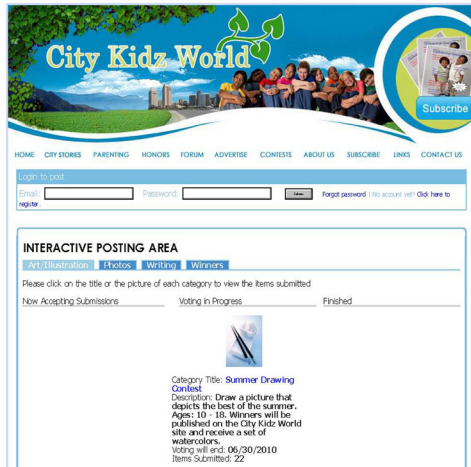 City Kidz World
Subscribe
HOME CITY STORIES PARENTING HONORS FORUM ADVERTISE CONTESTS ABOUT US SUBSCRIBE LINKS CONTACT US
Login to post
Email: Password: Forgot password | No account yet? Click here to
register
INTERACTIVE POSTING AREA
Art/Illustration Photos Writing Winners
Please click on the title or the picture of each category to view the items submitted
Now Accepting Submissions Voting in Progress Finished
Category Title: Summer Drawing
Contest
Description: Draw a picture that
depicts the best of the summer.
Ages: 10 - 18. Winners will be
published on the City Kidz World
site and receive a set of
watercolors.
Voting will end: 06/30/2010
Items Submitted: 22